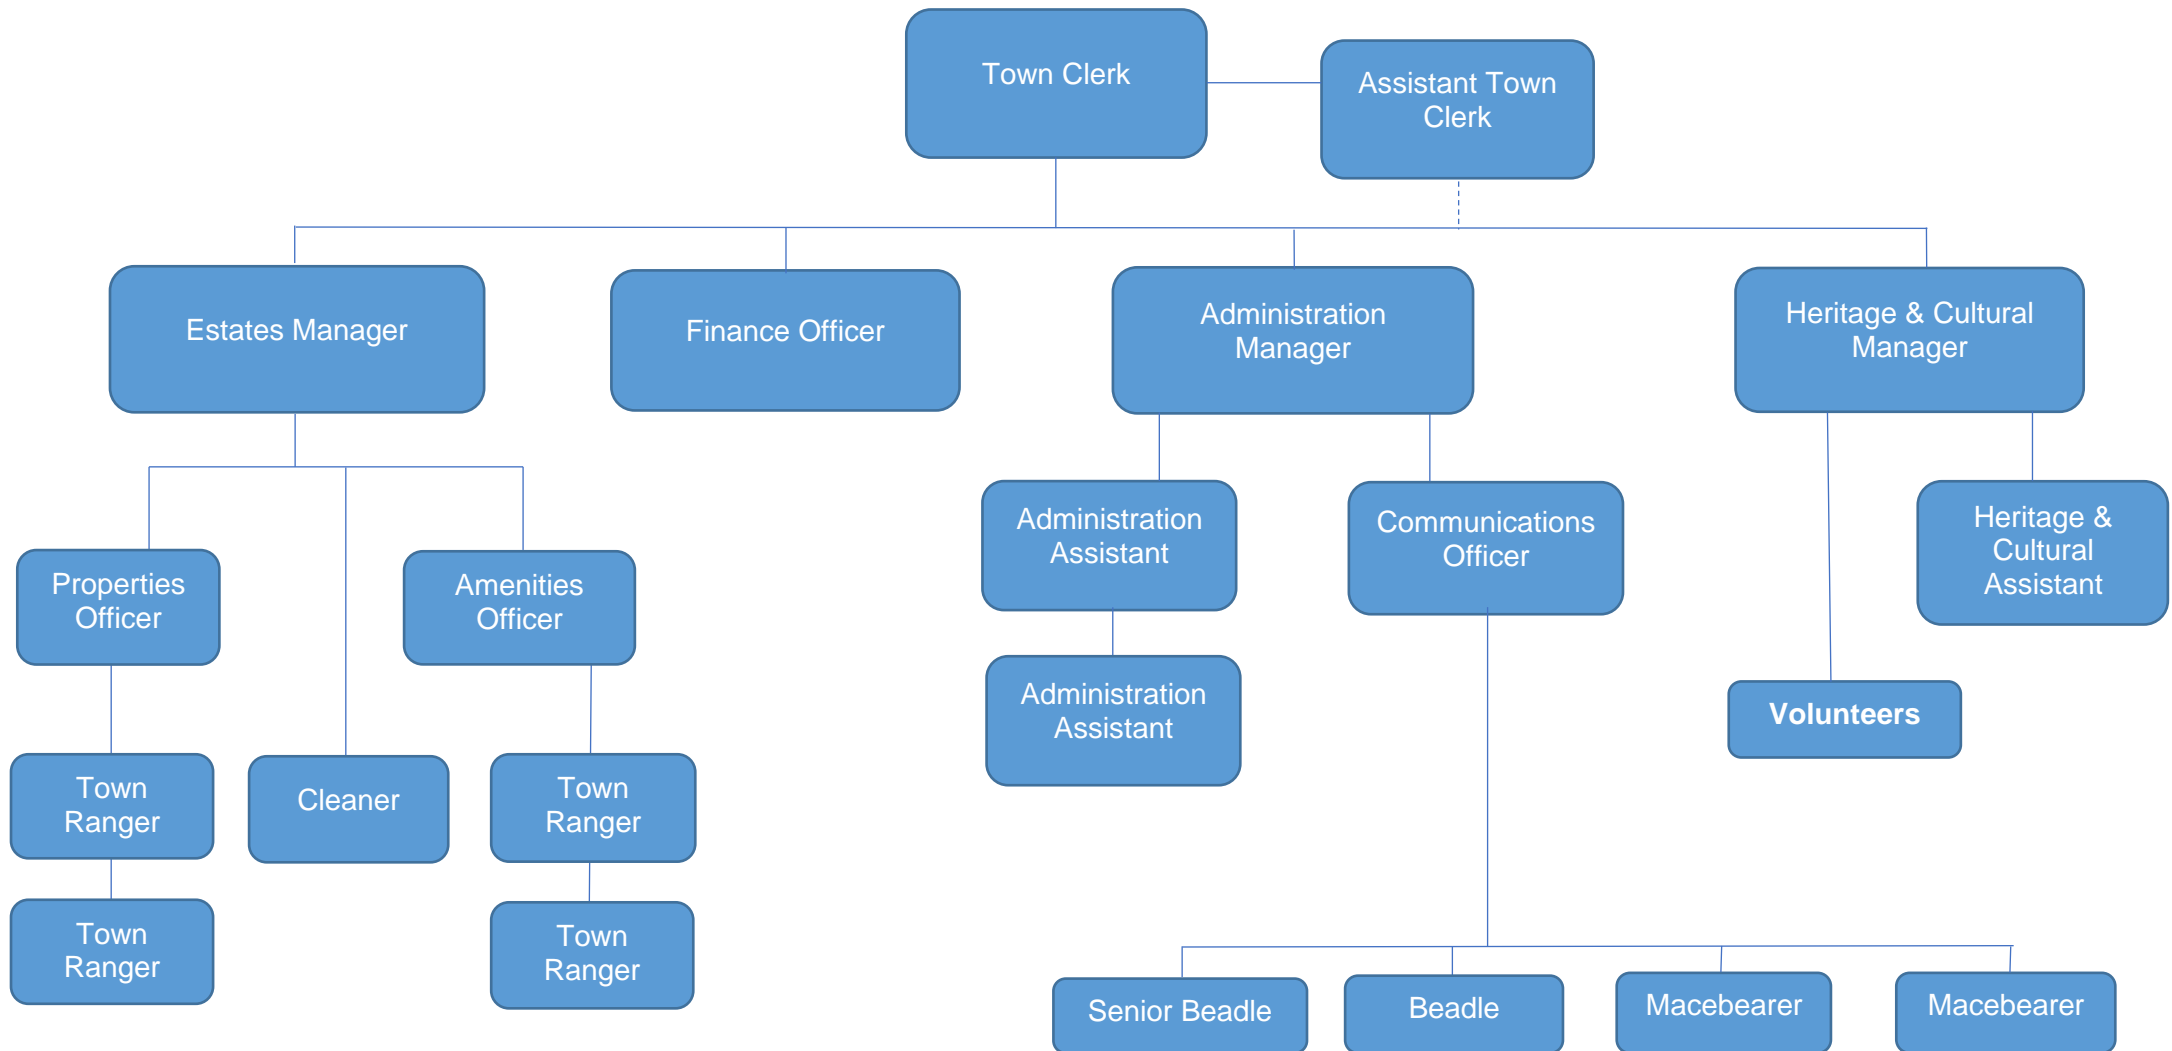 Town Clerk
Assistant Town
Clerk
Estates Manager
Finance Officer
Administration
Manager
Heritage & Cultural
Manager
Properties
Officer
Amenities
Officer
Administration
Assistant
Communications
Officer
Heritage &
Cultural
Assistant
Administration
Assistant
Volunteers
Town
Ranger
Cleaner
Town
Ranger
Town
Ranger
Town
Ranger
Senior Beadle
Beadle
Macebearer
Macebearer